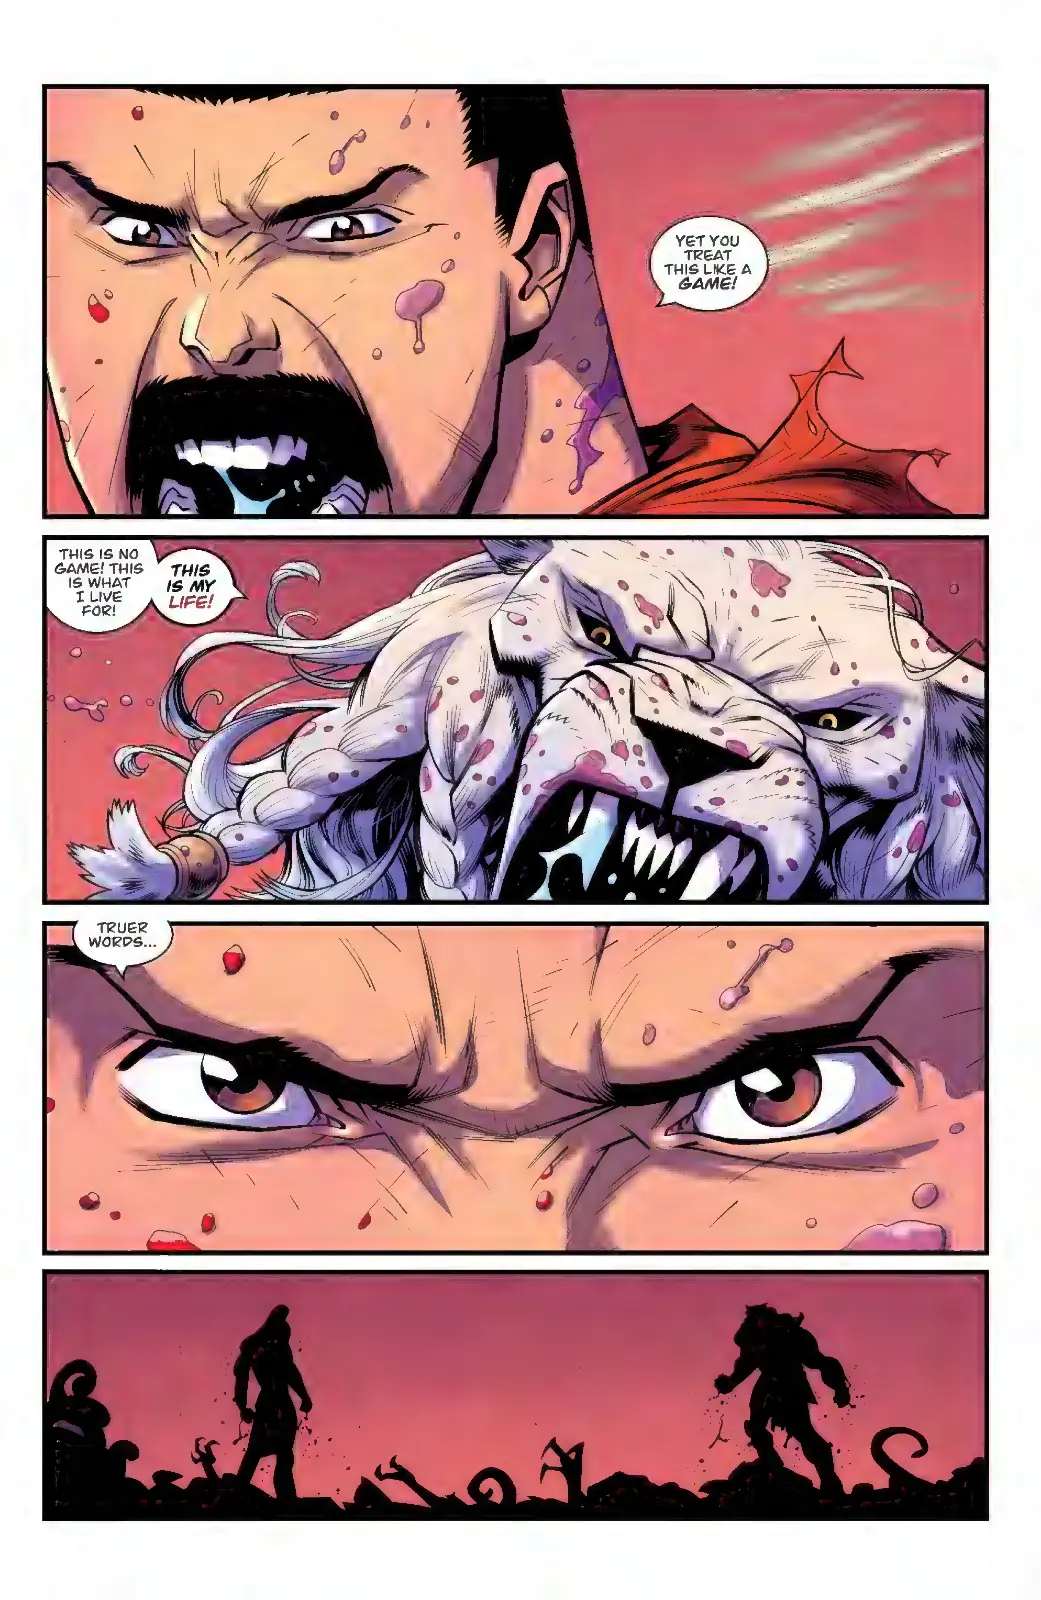 YET YOU
TREAT
THIS LIKE A
GAME!
THIS IS NO
GAME! THIS
IS WHAT
I LIVE
FOR!
THIS
IS MY
LIFE!
TRUER
WORDS...